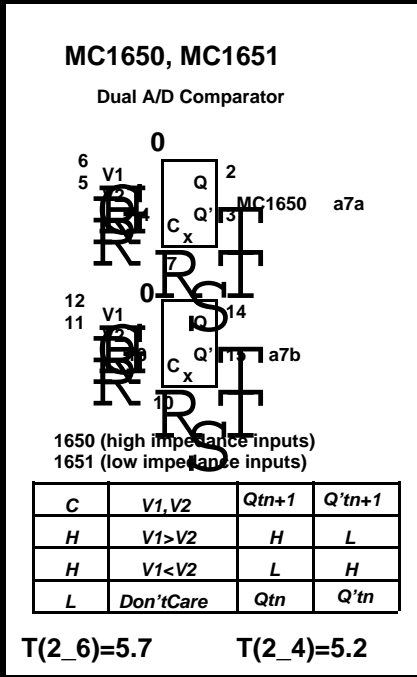 MC1650, MC1651
Dual A/D Comparator
0
6
5
V1
2
Q
MC1650 a7a
Q' 3
4
C
x
7
0
12
11
V1
14
Q
Q' 15 a7b
C
x
10
1650 (high impedance inputs)
1651 (low impedance inputs)
C V1,V2 Qtn+1 Q'tn+1
H V1>V2 H L
H V1<V2 L H
L Don'tCare Qtn Q'tn
T(2_6)=5.7 T(2_4)=5.2